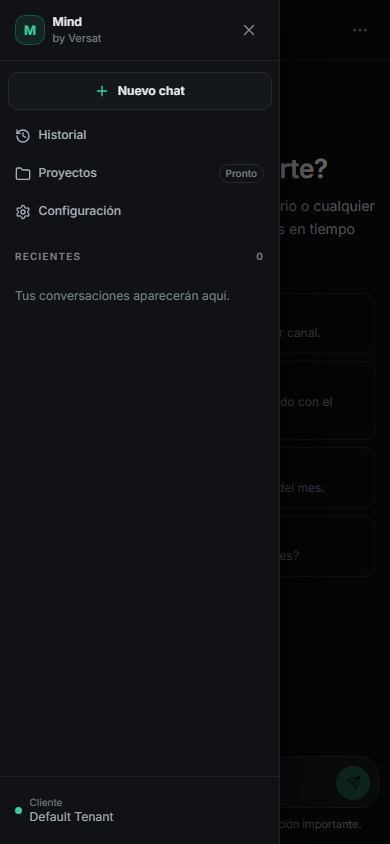 M
Mind
by Versat
Nuevo chat
Historial
Proyectos
Pronto
Configuración
RECIENTES
0
Tus conversaciones aparecerán aquí.
Cliente
Default Tenant
rte?
rio o cualquier
s en tiempo
r canal.
do con el
del mes.
es?
ción importante.